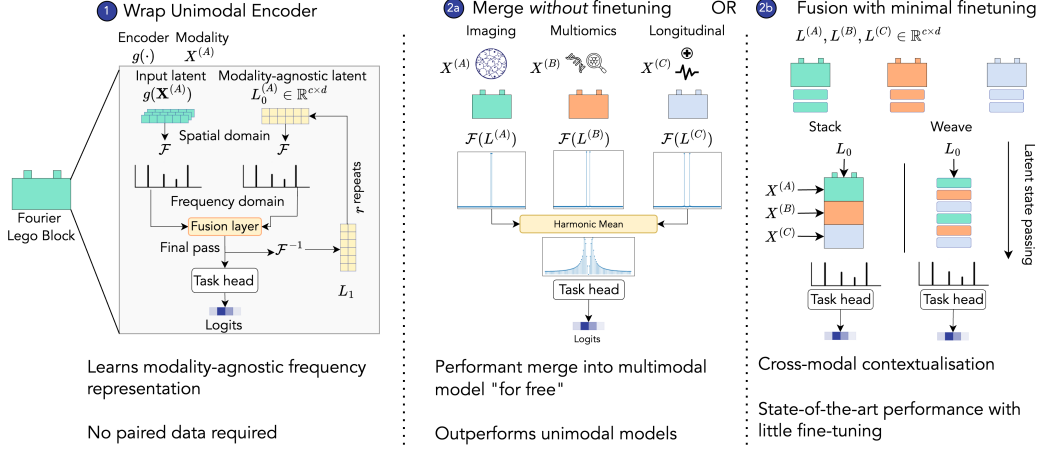 1 Wrap Unimodal Encoder
Encoder Modality
g(·) X^(A)
Input latent
g(X^(A))
Modality-agnostic latent
L_0^(A) ∈ ℝ^{c×d}
Spatial domain
ℱ ℱ
Frequency domain
Fusion layer
Final pass
ℱ^{-1}
r repeats
L_1
Task head
Logits
Fourier
Lego Block
Learns modality-agnostic frequency
representation
No paired data required
2a Merge without finetuning
OR
Imaging Multiomics Longitudinal
X^(A) X^(B) X^(C)
ℱ(L^(A)) ℱ(L^(B)) ℱ(L^(C))
Harmonic Mean
Task head
Logits
Performant merge into multimodal
model "for free"
Outperforms unimodal models
2b Fusion with minimal finetuning
L^(A), L^(B), L^(C) ∈ ℝ^{c×d}
Stack Weave
L_0 L_0
X^(A)
X^(B)
X^(C)
Latent state passing
Task head Task head
Cross-modal contextualisation
State-of-the-art performance with
little fine-tuning